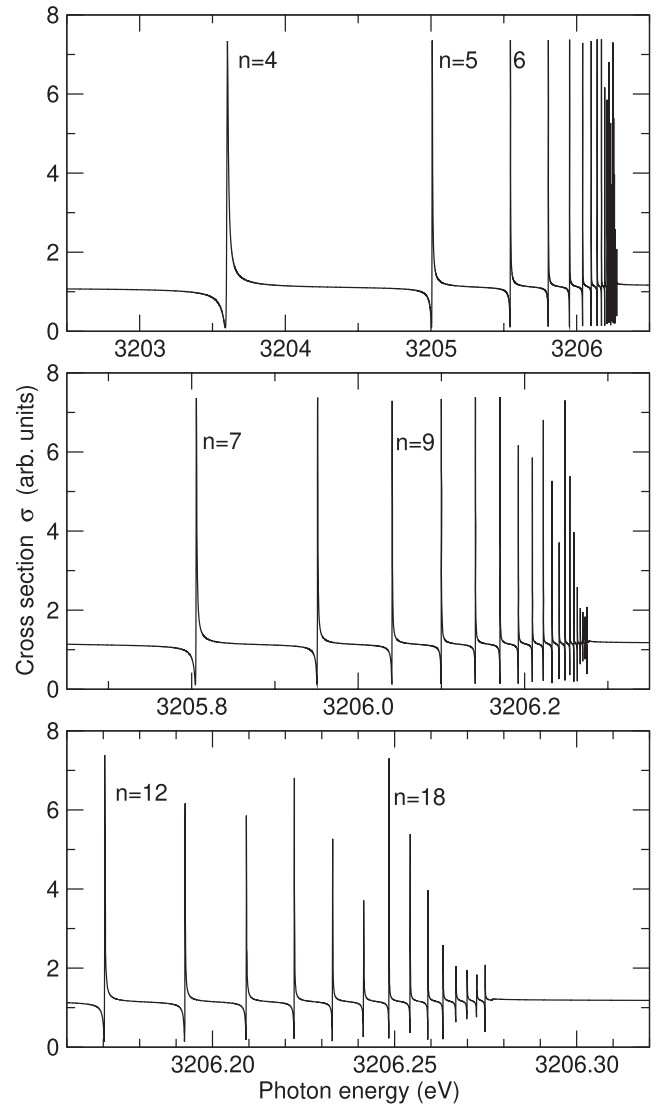 8
n=4 n=5 6
6
4
2
0
3203 3204 3205 3206
8
n=7 n=9
6
4
2
0
3205.8 3206.0 3206.2
Cross section σ (arb. units)
8
n=12 n=18
6
4
2
0
3206.20 3206.25 3206.30
Photon energy (eV)